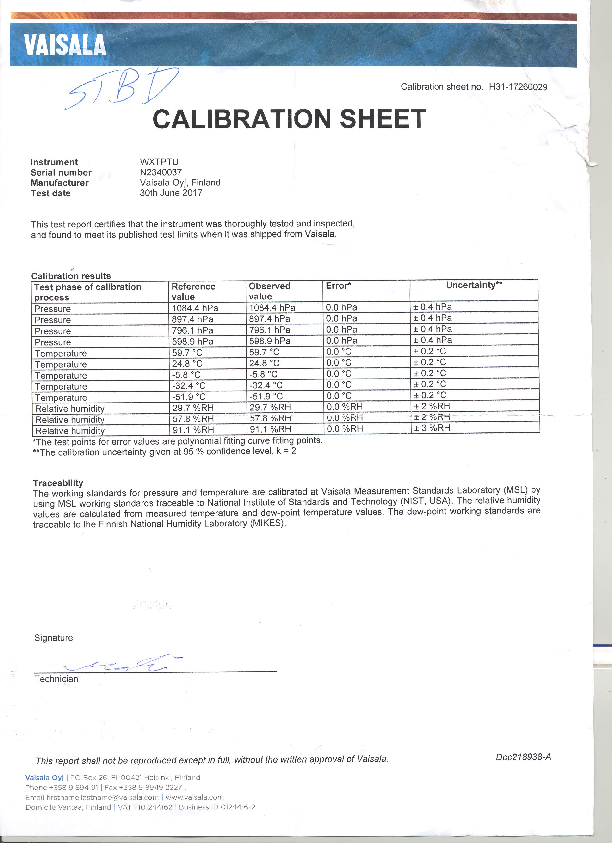 VAISALA
STBD
Calibration sheet no. H31-17260029
CALIBRATION SHEET
Instrument WXTPTU
Serial number N2340037
Manufacturer Vaisala Oyj, Finland
Test date 30th June 2017
This test report certifies that the instrument was thoroughly tested and inspected,
and found to meet its published test limits when it was shipped from Vaisala.
Calibration results
Test phase of calibration process Reference value Observed value Error* Uncertainty**
Pressure 1084.4 hPa 1084.4 hPa 0.0 hPa ± 0.4 hPa
Pressure 897.4 hPa 897.4 hPa 0.0 hPa ± 0.4 hPa
Pressure 796.1 hPa 796.1 hPa 0.0 hPa ± 0.4 hPa
Pressure 598.9 hPa 598.9 hPa 0.0 hPa ± 0.4 hPa
Temperature 59.7 °C 59.7 °C 0.0 °C ± 0.2 °C
Temperature 24.8 °C 24.8 °C 0.0 °C ± 0.2 °C
Temperature -5.8 °C -5.8 °C 0.0 °C ± 0.2 °C
Temperature -32.4 °C -32.4 °C 0.0 °C ± 0.2 °C
Temperature -51.9 °C -51.9 °C 0.0 °C ± 0.2 °C
Relative humidity 29.7 %RH 29.7 %RH 0.0 %RH ± 2 %RH
Relative humidity 57.8 %RH 57.8 %RH 0.0 %RH ± 2 %RH
Relative humidity 91.1 %RH 91.1 %RH 0.0 %RH ± 3 %RH
*The test points for error values are polynomial fitting curve fitting points.
**The calibration uncertainty given at 95 % confidence level, k = 2
Traceability
The working standards for pressure and temperature are calibrated at Vaisala Measurement Standards Laboratory (MSL) by
using MSL working standards traceable to National Institute of Standards and Technology (NIST, USA). The relative humidity
values are calculated from measured temperature and dew-point temperature values. The dew-point working standards are
traceable to the Finnish National Humidity Laboratory (MIKES).
Signature
Technician
This report shall not be reproduced except in full, without the written approval of Vaisala.
Doc218938-A
Vaisala Oyj | PO Box 26, FI-00421 Helsinki, Finland
Phone +358 9 894 91 | Fax +358 9 8949 2227
Email firstname.lastname@vaisala.com | www.vaisala.com
Domicile Vantaa, Finland | VAT FI01244162 | Business ID 0124416-2